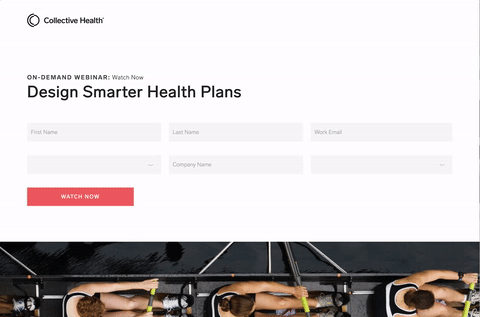 Collective Health®
ON-DEMAND WEBINAR: Watch Now
Design Smarter Health Plans
First Name
Last Name
Work Email
Company Name
WATCH NOW